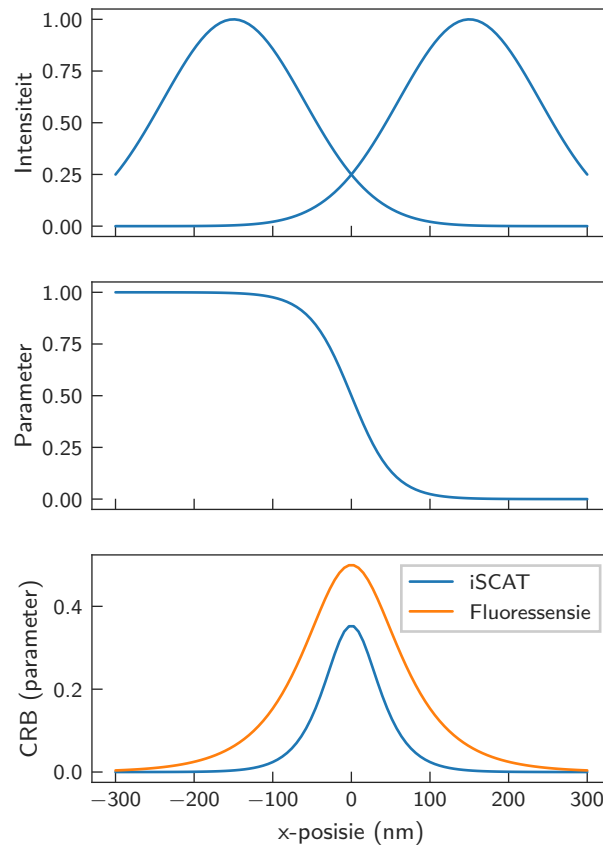 1.00
0.75
0.50
0.25
0.00
Intensiteit
1.00
0.75
0.50
0.25
0.00
Parameter
0.4
0.2
0.0
CRB (parameter)
iSCAT
Fluoressensie
−300 −200 −100 0 100 200 300
x-posisie (nm)